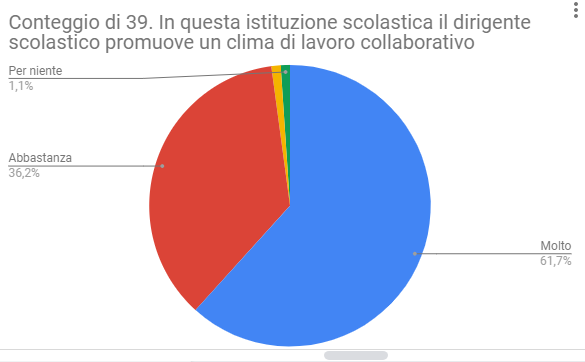 Conteggio di 39. In questa istituzione scolastica il dirigente
scolastico promuove un clima di lavoro collaborativo
Per niente
1,1%
Abbastanza
36,2%
Molto
61,7%